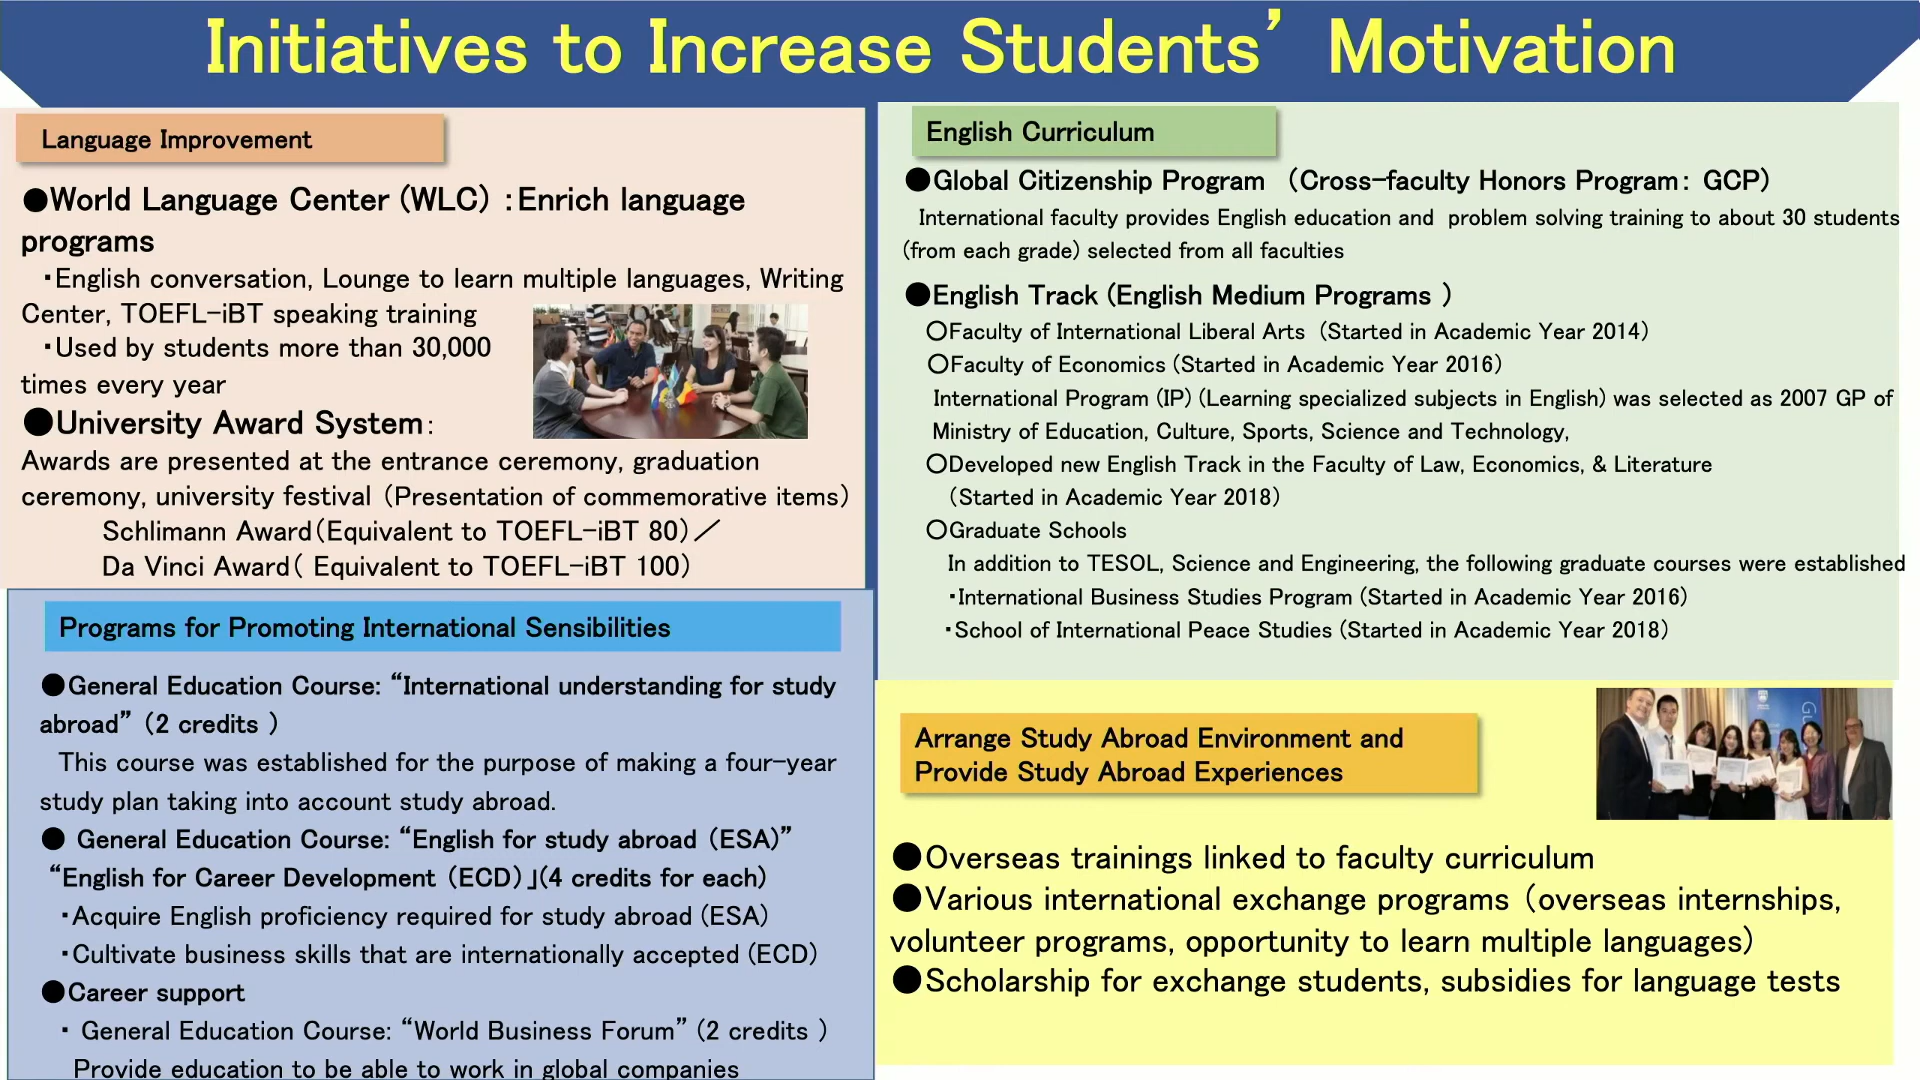 Initiatives to Increase Students’ Motivation
Language Improvement
●World Language Center (WLC) :Enrich language
programs
・English conversation, Lounge to learn multiple languages, Writing
Center, TOEFL-iBT speaking training
・Used by students more than 30,000
times every year
●University Award System:
Awards are presented at the entrance ceremony, graduation
ceremony, university festival (Presentation of commemorative items)
Schlimann Award(Equivalent to TOEFL-iBT 80)／
Da Vinci Award( Equivalent to TOEFL-iBT 100)
Programs for Promoting International Sensibilities
●General Education Course: “International understanding for study
abroad” (2 credits )
This course was established for the purpose of making a four-year
study plan taking into account study abroad.
● General Education Course: “English for study abroad (ESA)”
“English for Career Development (ECD)」(4 credits for each)
・Acquire English proficiency required for study abroad (ESA)
・Cultivate business skills that are internationally accepted (ECD)
●Career support
・ General Education Course: “World Business Forum” (2 credits )
Provide education to be able to work in global companies
English Curriculum
●Global Citizenship Program (Cross-faculty Honors Program: GCP)
International faculty provides English education and problem solving training to about 30 students
(from each grade) selected from all faculties
●English Track (English Medium Programs )
〇Faculty of International Liberal Arts (Started in Academic Year 2014)
〇Faculty of Economics (Started in Academic Year 2016)
International Program (IP) (Learning specialized subjects in English) was selected as 2007 GP of
Ministry of Education, Culture, Sports, Science and Technology,
〇Developed new English Track in the Faculty of Law, Economics, & Literature
(Started in Academic Year 2018)
〇Graduate Schools
In addition to TESOL, Science and Engineering, the following graduate courses were established
・International Business Studies Program (Started in Academic Year 2016)
・School of International Peace Studies (Started in Academic Year 2018)
Arrange Study Abroad Environment and
Provide Study Abroad Experiences
●Overseas trainings linked to faculty curriculum
●Various international exchange programs (overseas internships,
volunteer programs, opportunity to learn multiple languages)
●Scholarship for exchange students, subsidies for language tests